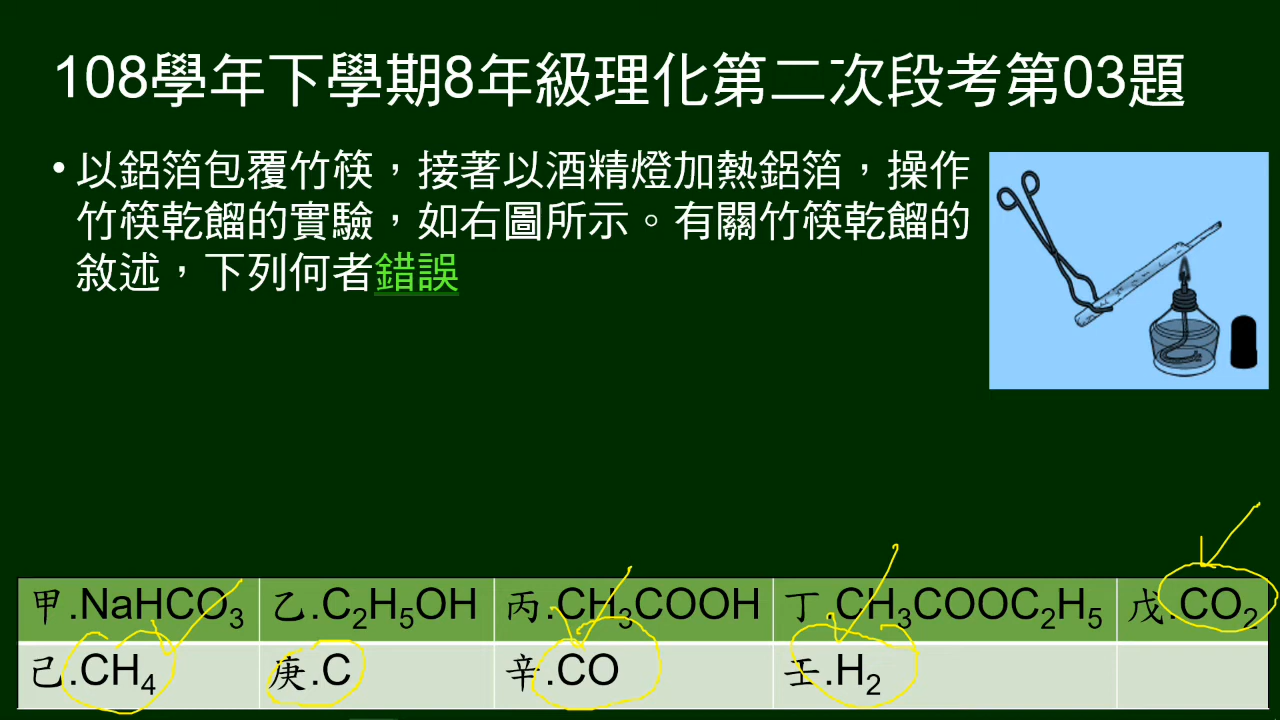 108學年下學期8年級理化第二次段考第03題
• 以鋁箔包覆竹筷，接著以酒精燈加熱鋁箔，操作
竹筷乾餾的實驗，如右圖所示。有關竹筷乾餾的
敘述，下列何者錯誤
甲.NaHCO₃ 乙.C₂H₅OH 丙.CH₃COOH 丁.CH₃COOC₂H₅ 戊.CO₂
己.CH₄ 庚.C 辛.CO 壬.H₂